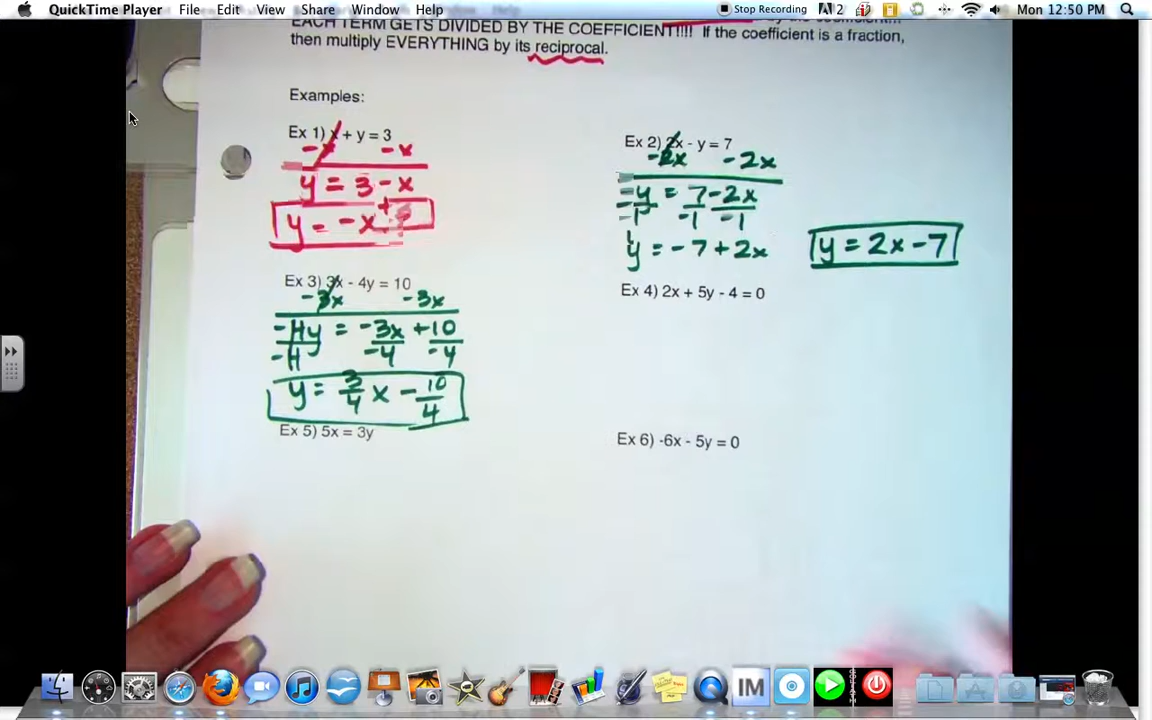 QuickTime Player File Edit View Share Window Help
Stop Recording 2 Mon 12:50 PM
EACH TERM GETS DIVIDED BY THE COEFFICIENT!!!! If the coefficient is a fraction,
then multiply EVERYTHING by its reciprocal.
Examples:
Ex 1) x + y = 3
-x -x
y = 3 - x
y = -x + 3
Ex 2) 2x - y = 7
-2x -2x
-y = 7 - 2x
-1 -1 -1
y = -7 + 2x
y = 2x - 7
Ex 3) 3x - 4y = 10
-3x -3x
-4y = -3x + 10
-4 -4 -4
y = 3/4 x - 10/4
Ex 4) 2x + 5y - 4 = 0
Ex 5) 5x = 3y
Ex 6) -6x - 5y = 0
IM